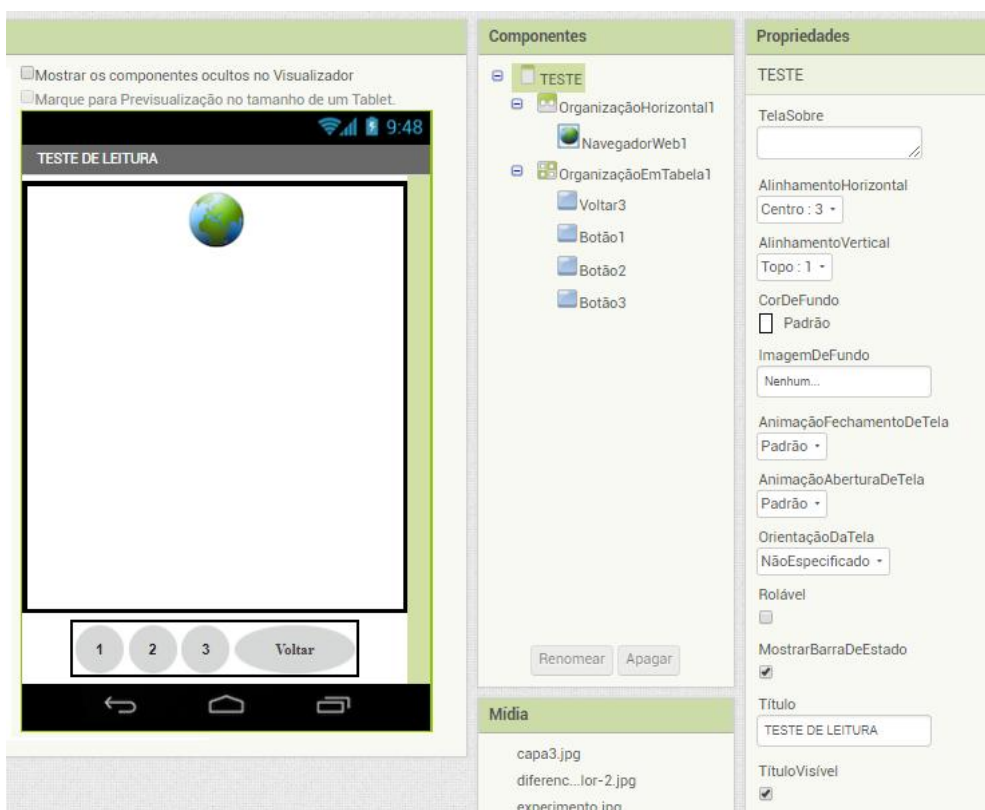 Mostrar os componentes ocultos no Visualizador
Marque para Previsualização no tamanho de um Tablet.
9:48
TESTE DE LEITURA
1 2 3 Voltar
Componentes
TESTE
OrganizaçãoHorizontal1
NavegadorWeb1
OrganizaçãoEmTabela1
Voltar3
Botão1
Botão2
Botão3
Renomear Apagar
Mídia
capa3.jpg
diferenc...lor-2.jpg
experimento.jpg
Propriedades
TESTE
TelaSobre
AlinhamentoHorizontal
Centro : 3
AlinhamentoVertical
Topo : 1
CorDeFundo
Padrão
ImagemDeFundo
Nenhum...
AnimaçãoFechamentoDeTela
Padrão
AnimaçãoAberturaDeTela
Padrão
OrientaçãoDaTela
NãoEspecificado
Rolável
MostrarBarraDeEstado
Título
TESTE DE LEITURA
TítuloVisível